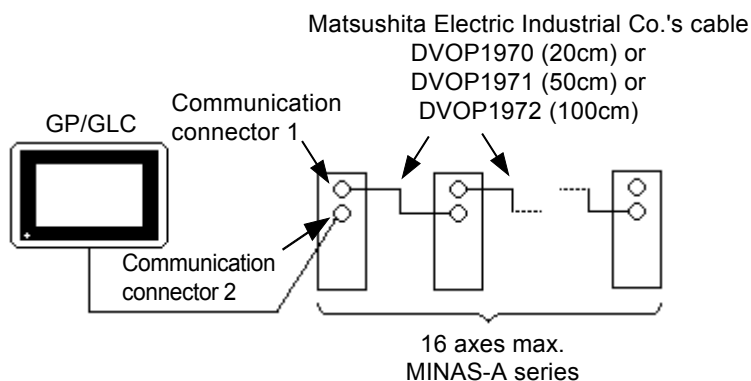 Matsushita Electric Industrial Co.'s cable
DVOP1970 (20cm) or
DVOP1971 (50cm) or
DVOP1972 (100cm)
Communication
connector 1
GP/GLC
Communication
connector 2
16 axes max.
MINAS-A series